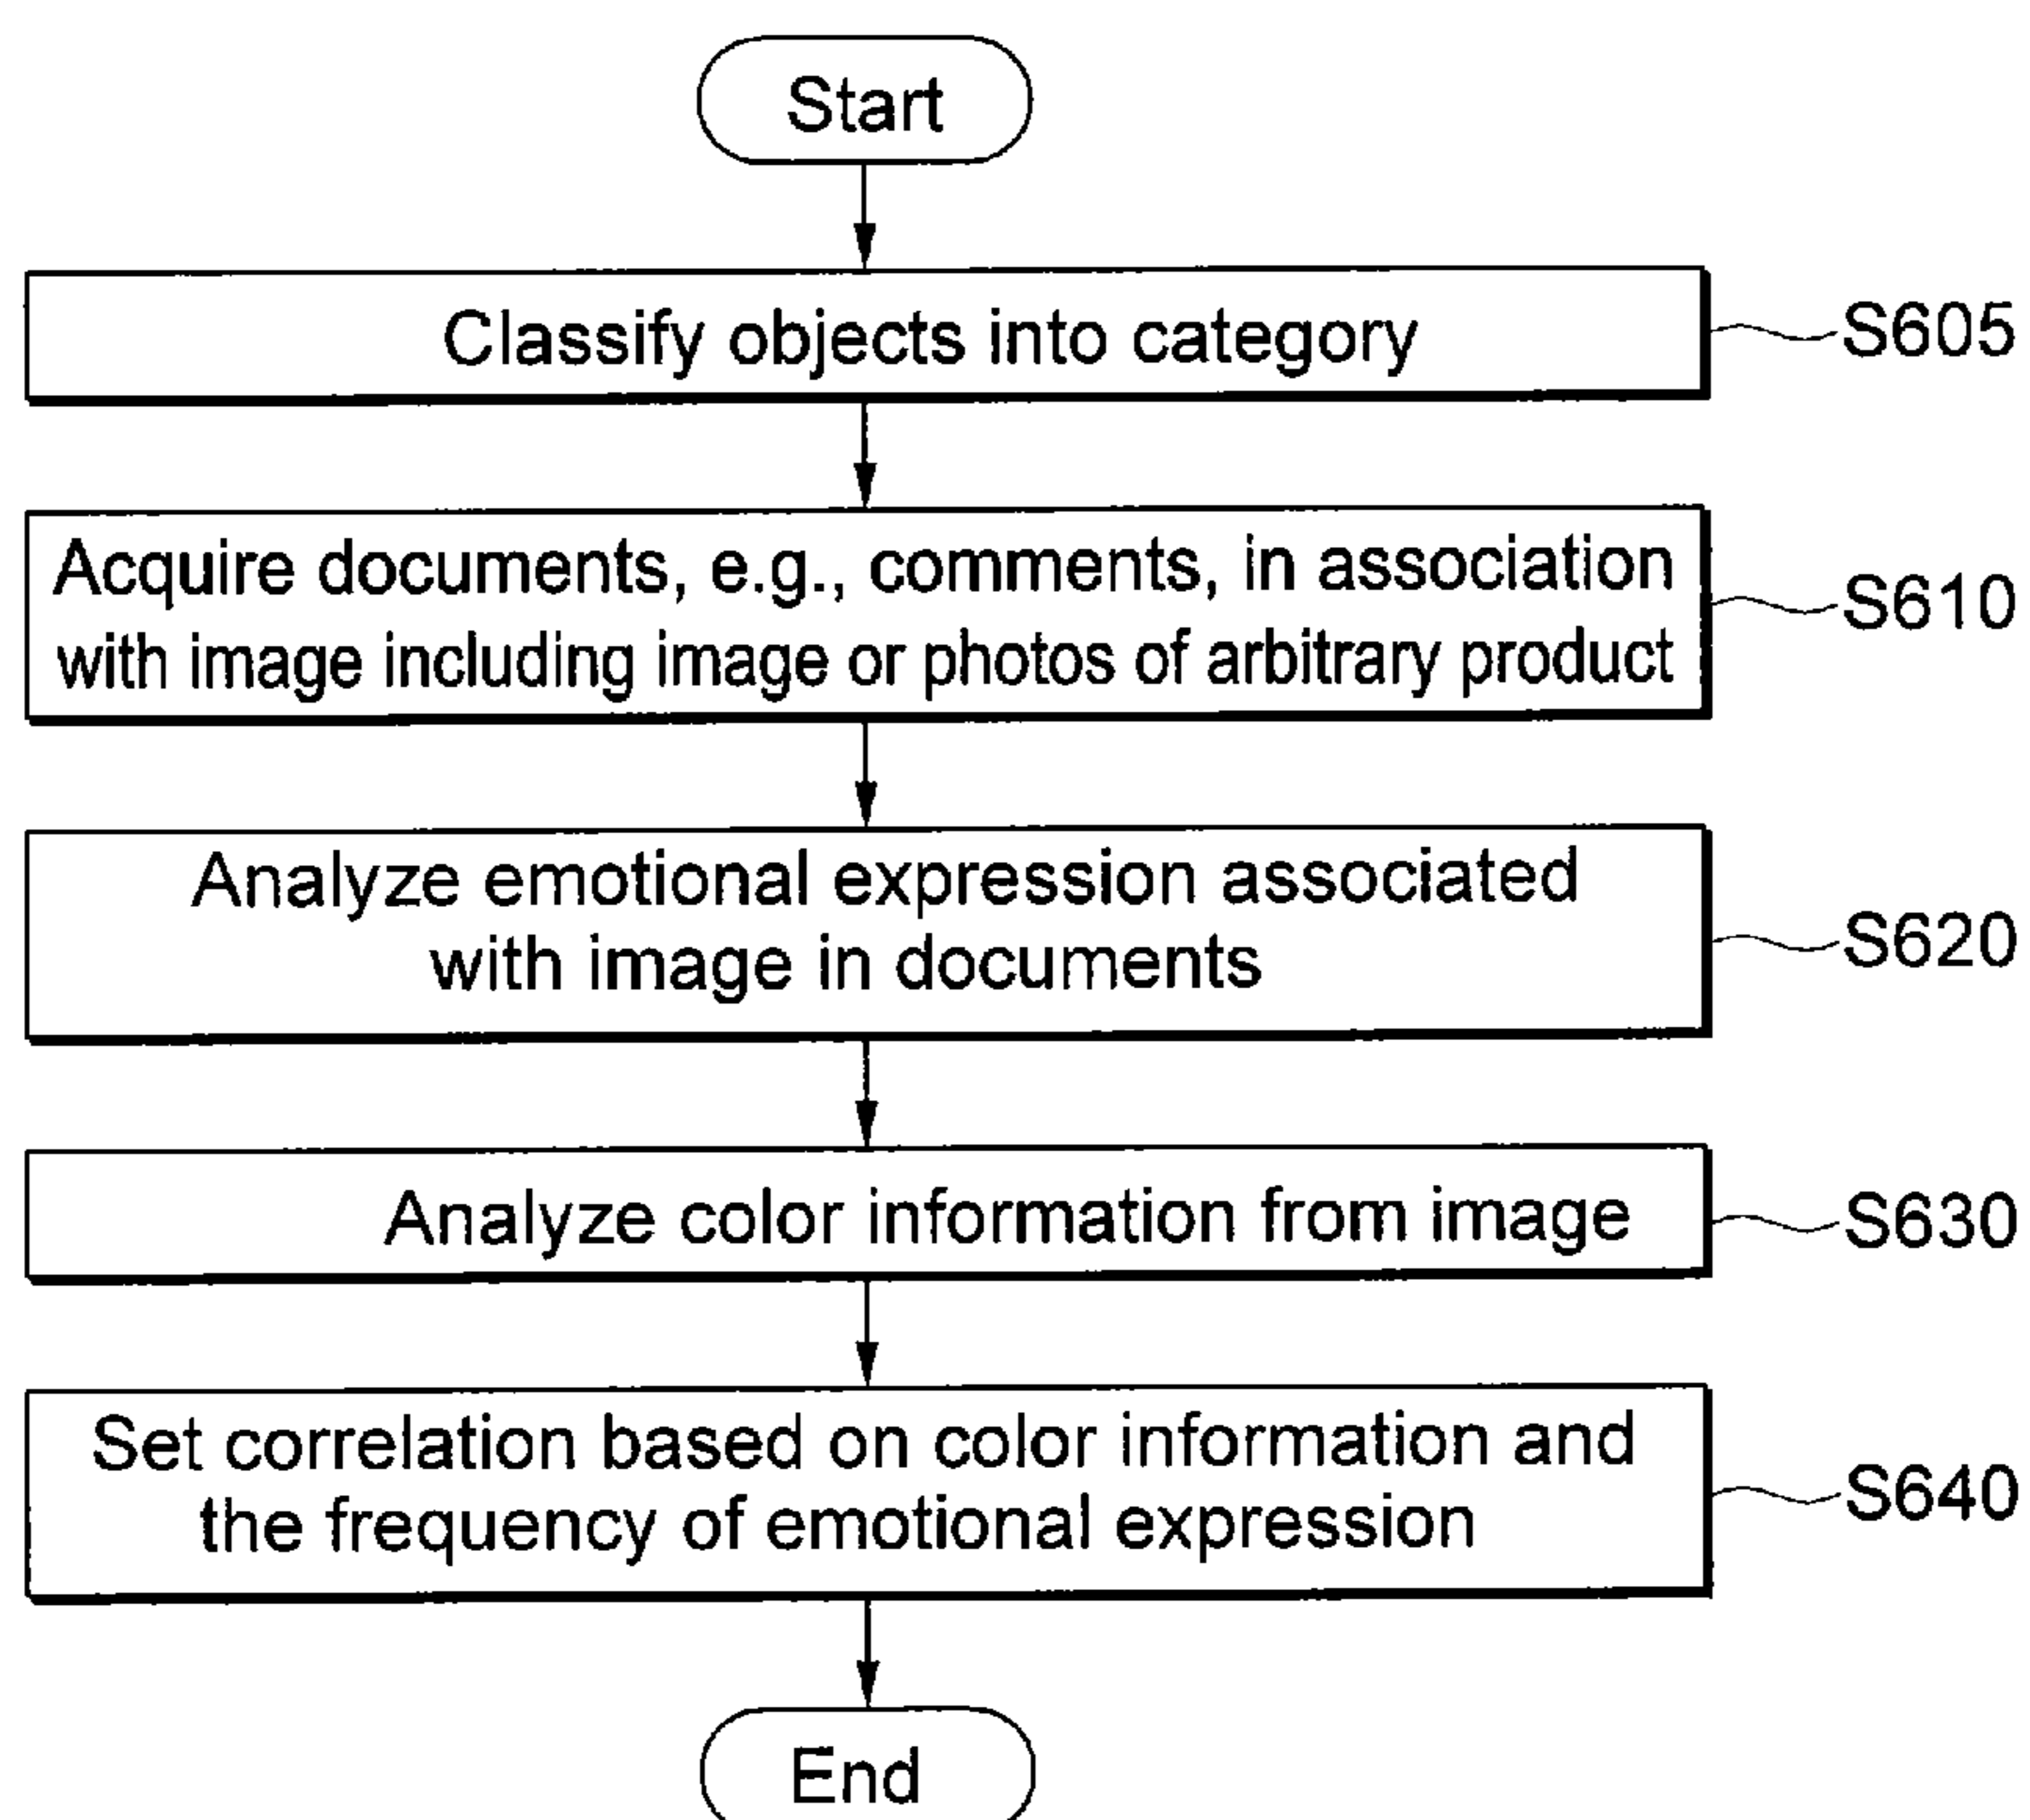 Start
Classify objects into category
S605
Acquire documents, e.g., comments, in association
with image including image or photos of arbitrary product
S610
Analyze emotional expression associated
with image in documents
S620
Analyze color information from image
S630
Set correlation based on color information and
the frequency of emotional expression
S640
End